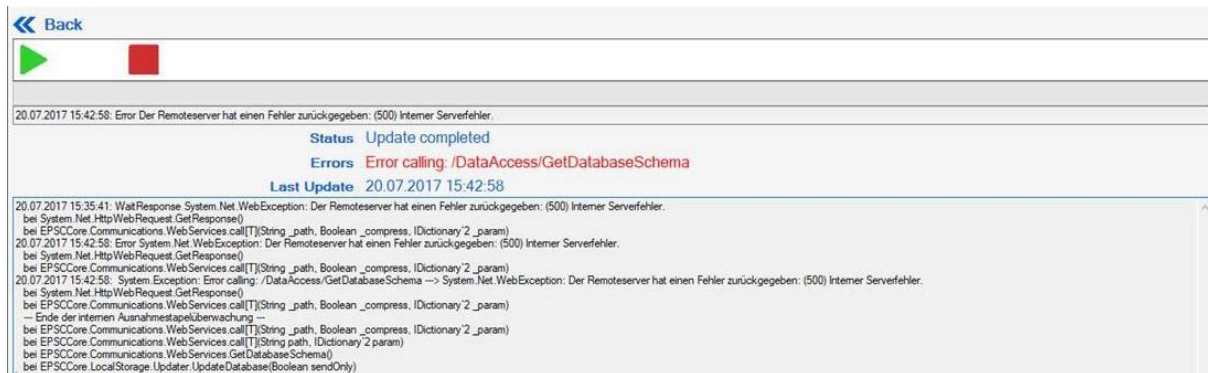 Back
20.07.2017 15:42:58: Error Der Remoteserver hat einen Fehler zurückgegeben: (500) Interner Serverfehler.
Status Update completed
Errors Error calling: /DataAccess/GetDatabaseSchema
Last Update 20.07.2017 15:42:58
20.07.2017 15:35:41: WaitResponse System.Net.WebException: Der Remoteserver hat einen Fehler zurückgegeben: (500) Interner Serverfehler.
bei System.Net.HttpWebRequest.GetResponse()
bei EPSCCore.Communications.WebServices.call[T](String _path, Boolean _compress, IDictionary`2 _param)
20.07.2017 15:42:58: Error System.Net.WebException: Der Remoteserver hat einen Fehler zurückgegeben: (500) Interner Serverfehler.
bei System.Net.HttpWebRequest.GetResponse()
bei EPSCCore.Communications.WebServices.call[T](String _path, Boolean _compress, IDictionary`2 _param)
20.07.2017 15:42:58: System.Exception: Error calling: /DataAccess/GetDatabaseSchema ---> System.Net.WebException: Der Remoteserver hat einen Fehler zurückgegeben: (500) Interner Serverfehler.
bei System.Net.HttpWebRequest.GetResponse()
bei EPSCCore.Communications.WebServices.call[T](String _path, Boolean _compress, IDictionary`2 _param)
--- Ende der internen Ausnahmestapelüberwachung ---
bei EPSCCore.Communications.WebServices.call[T](String _path, Boolean _compress, IDictionary`2 _param)
bei EPSCCore.Communications.WebServices.call[T](String path, IDictionary`2 param)
bei EPSCCore.Communications.WebServices.GetDatabaseSchema()
bei EPSCCore.LocalStorage.Updater.UpdateDatabase(Boolean sendOnly)